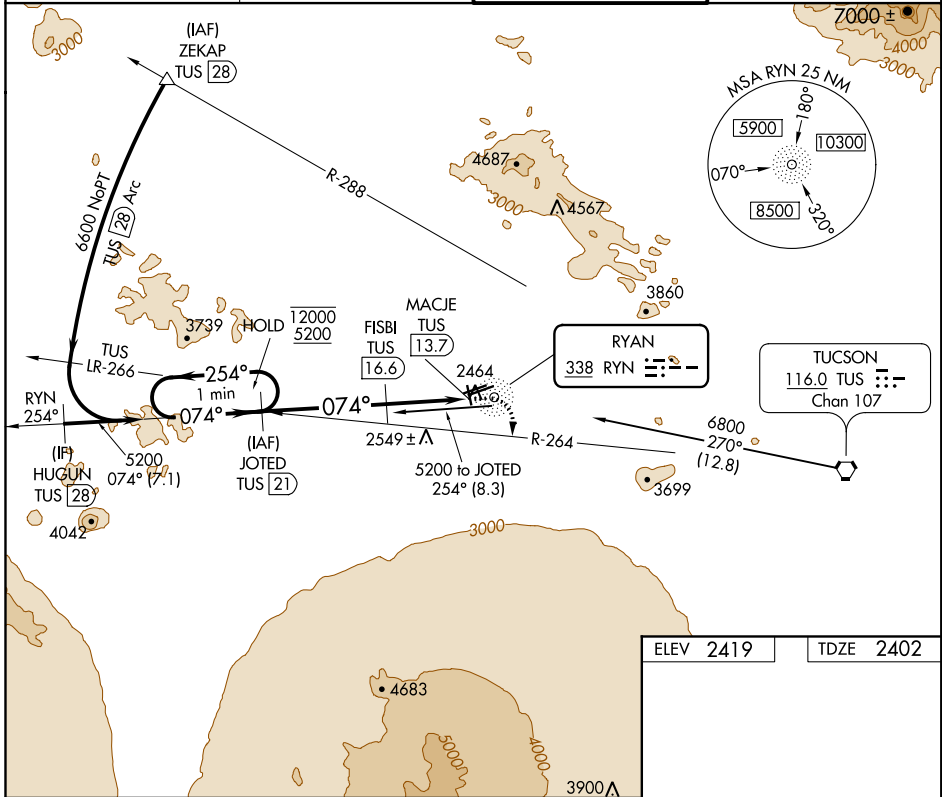 3000
(IAF)
ZEKAP
TUS 28
7000 ±
4000
3000
MSA RYN 25 NM
180°
5900
10300
070°
8500
320°
R-288
4687
3000
4567
6600 NoPT
TUS 28 Arc
3860
3739
HOLD
12000
5200
MACJE
TUS
13.7
FISBI
TUS
16.6
2464
RYAN
338 RYN
TUCSON
116.0 TUS
Chan 107
TUS
LR-266
254°
1 min
074°
074°
RYN
254°
2549 ±
R-264
6800
270°
(12.8)
(IF)
HUGUN
TUS 28
5200
074° (7.1)
(IAF)
JOTED
TUS 21
5200 to JOTED
254° (8.3)
3699
4042
3000
ELEV 2419
TDZE 2402
4683
5000
4000
3900